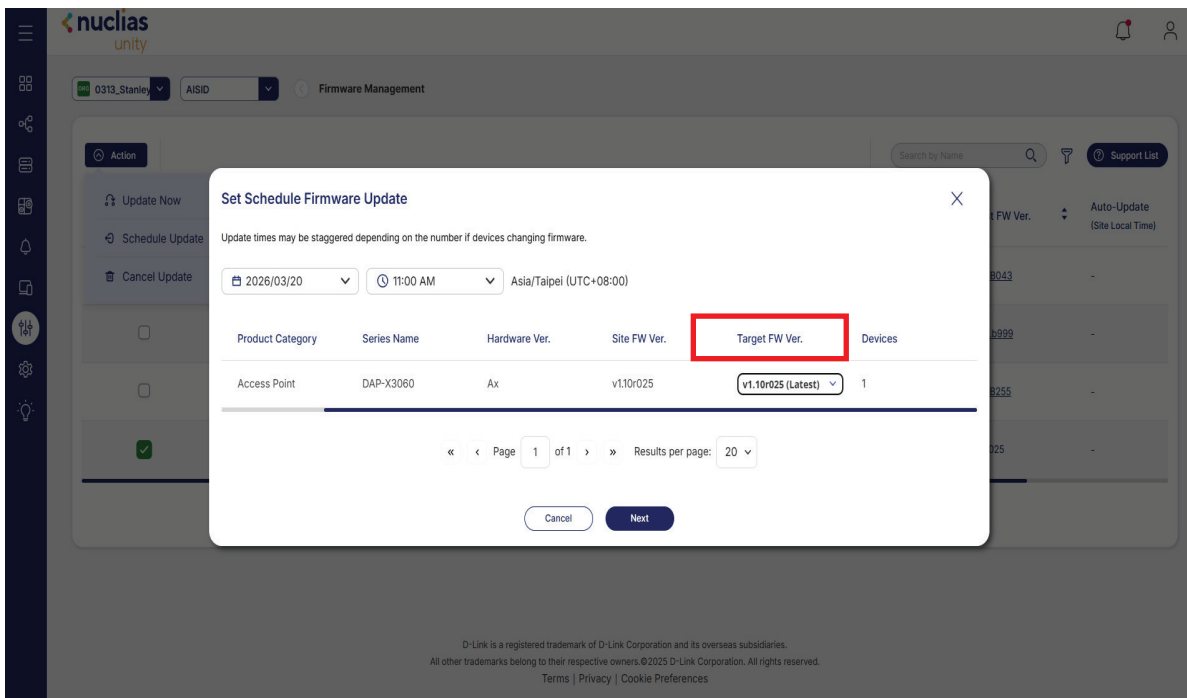 nuclias
unity
ORG 0313_Stanley AISID Firmware Management
Action Search by Name Support List
Update Now
Schedule Update
Cancel Update
t FW Ver. Auto-Update
(Site Local Time)
Set Schedule Firmware Update
Update times may be staggered depending on the number if devices changing firmware.
2026/03/20 11:00 AM Asia/Taipei (UTC+08:00)
Product Category Series Name Hardware Ver. Site FW Ver. Target FW Ver. Devices
Access Point DAP-X3060 Ax v1.10r025 v1.10r025 (Latest) 1
« ‹ Page 1 of 1 › » Results per page: 20
Cancel Next
-
b999 -
-
025 -
D-Link is a registered trademark of D-Link Corporation and its overseas subsidiaries.
All other trademarks belong to their respective owners.©2025 D-Link Corporation. All rights reserved.
Terms | Privacy | Cookie Preferences